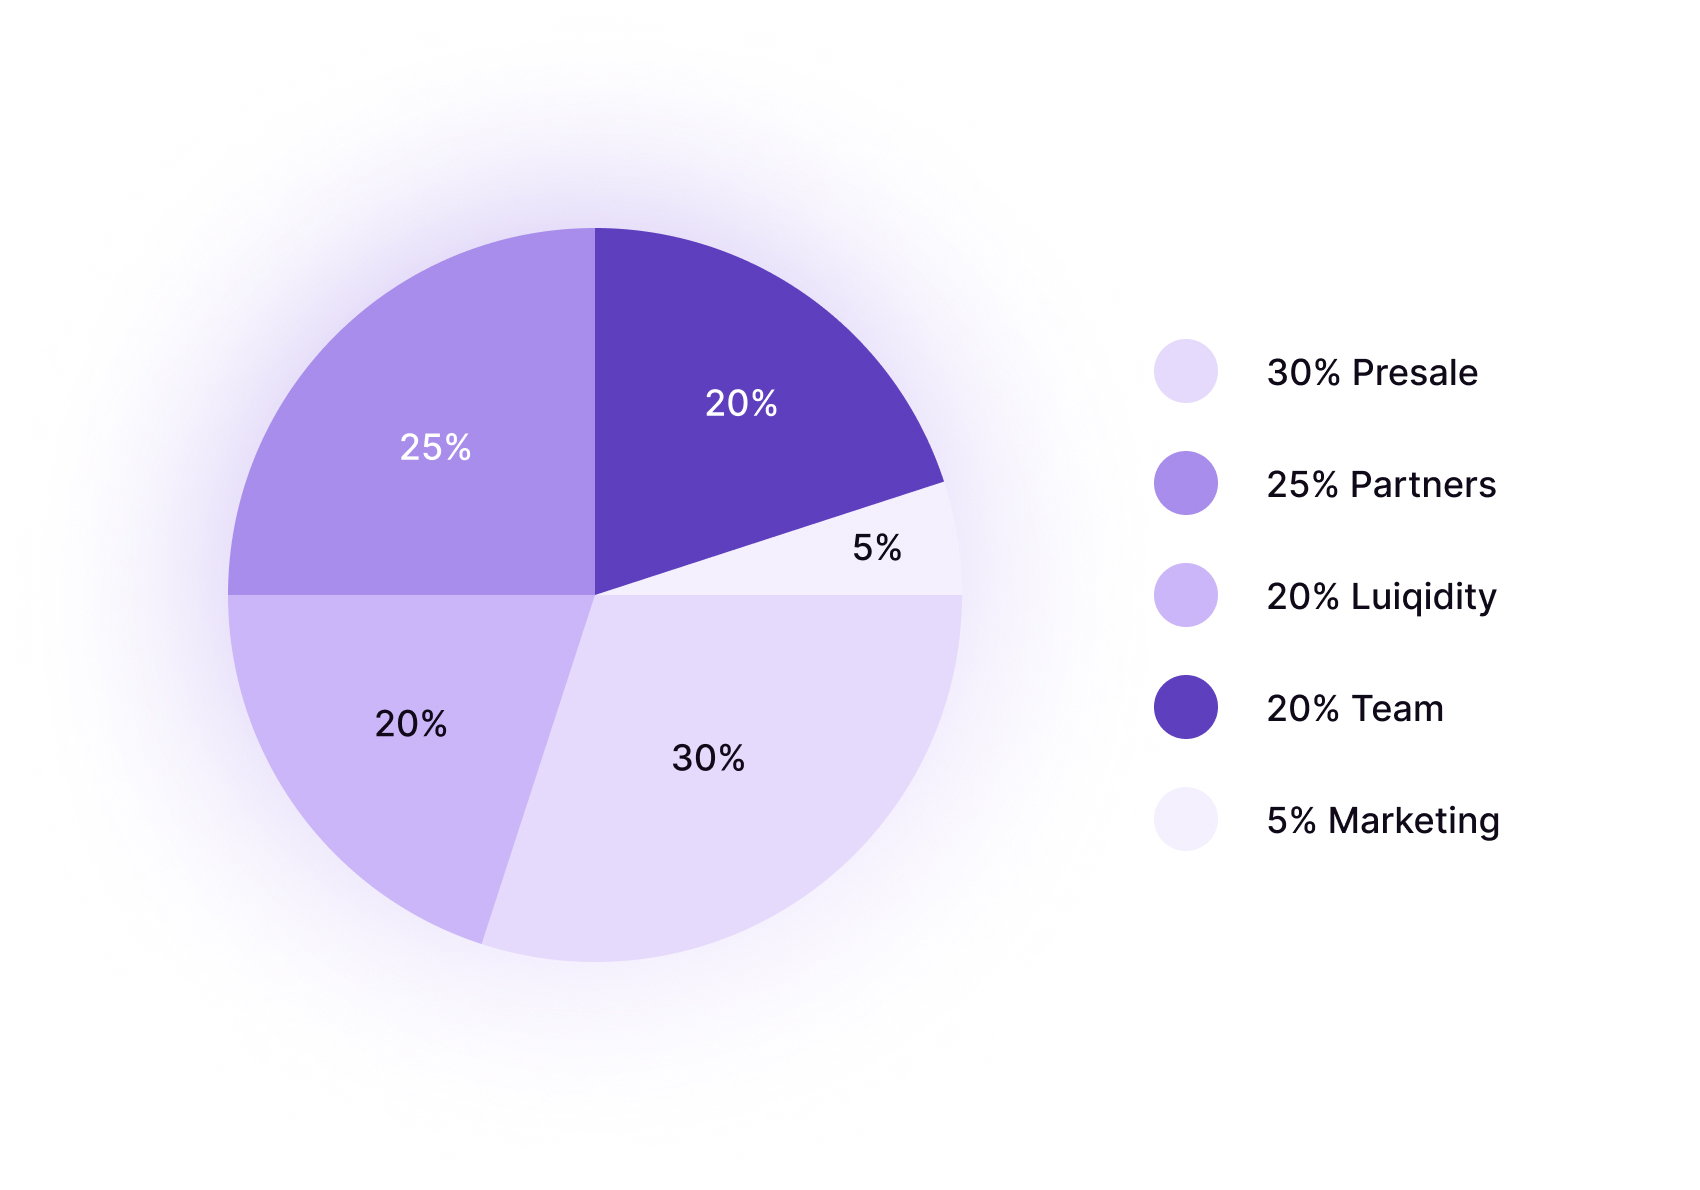 20%
25%
5%
20%
30%
30% Presale
25% Partners
20% Luiqidity
20% Team
5% Marketing